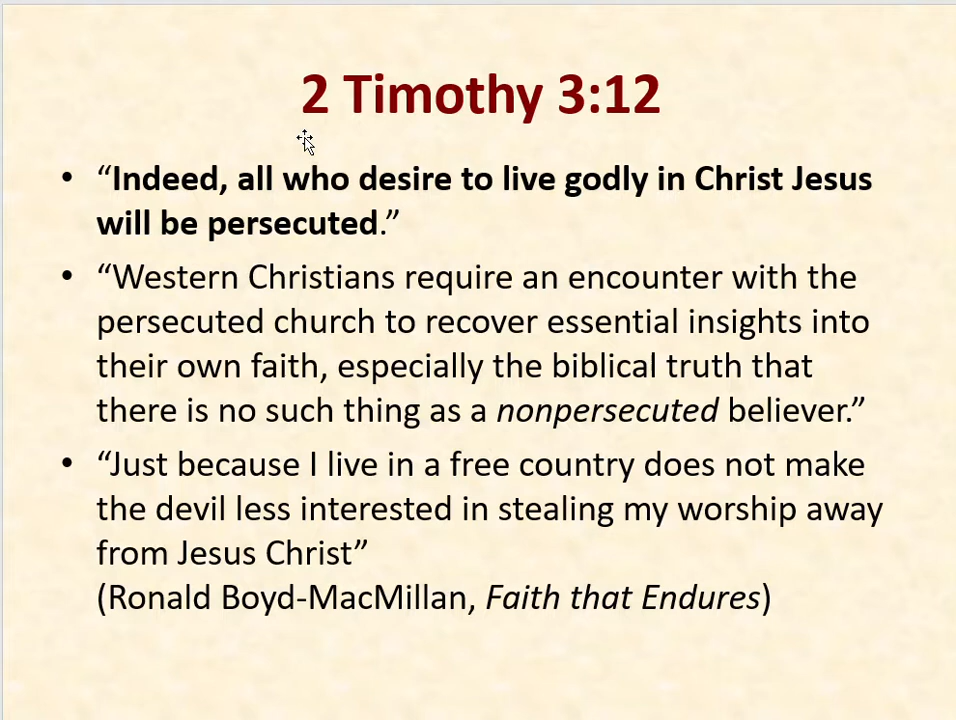 2 Timothy 3:12
• “Indeed, all who desire to live godly in Christ Jesus
will be persecuted.”
• “Western Christians require an encounter with the
persecuted church to recover essential insights into
their own faith, especially the biblical truth that
there is no such thing as a nonpersecuted believer.”
• “Just because I live in a free country does not make
the devil less interested in stealing my worship away
from Jesus Christ”
(Ronald Boyd-MacMillan, Faith that Endures)